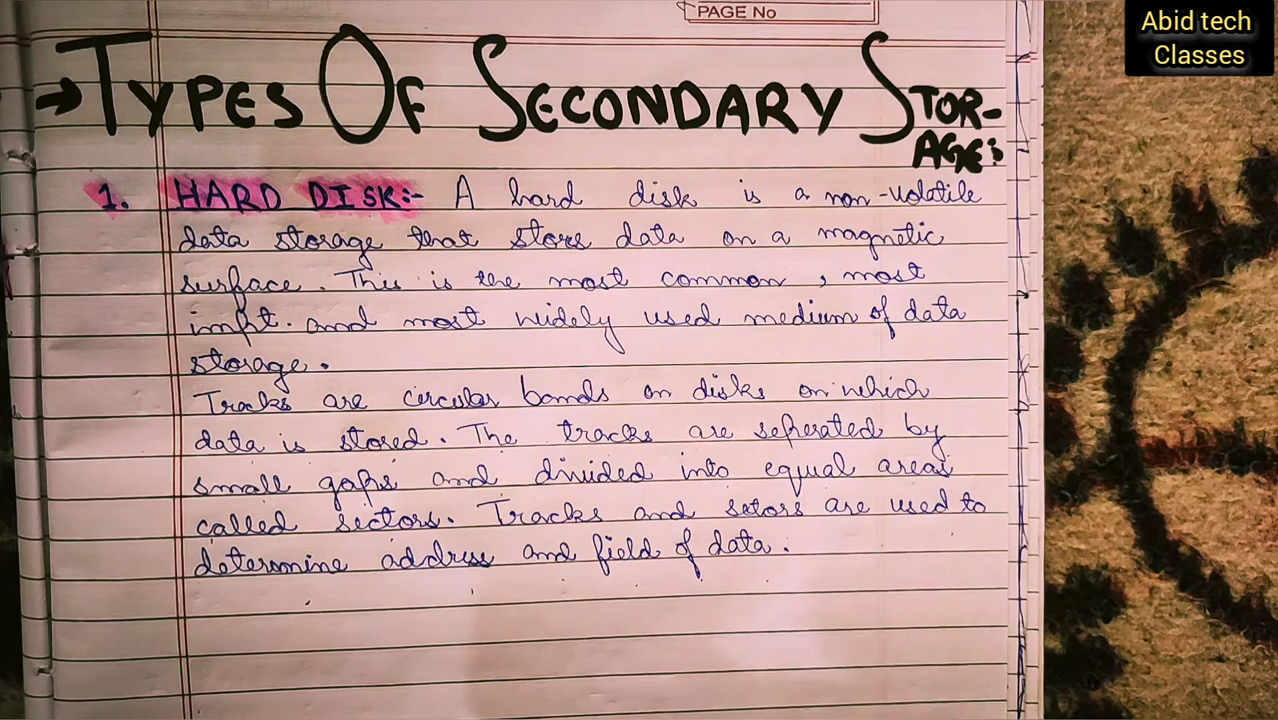 PAGE No
Abid tech
Classes
→TYPES OF SECONDARY STOR-
AGE:
1. HARD DISK:- A hard disk is a non-volatile
data storage that stores data on a magnetic
surface. This is the most common, most
impt. and most widely used medium of data
storage.
Tracks are circular bands on disks on which
data is stored. The tracks are seperated by
small gaps and divided into equal areas
called sectors. Tracks and setors are used to
determine address and field of data.